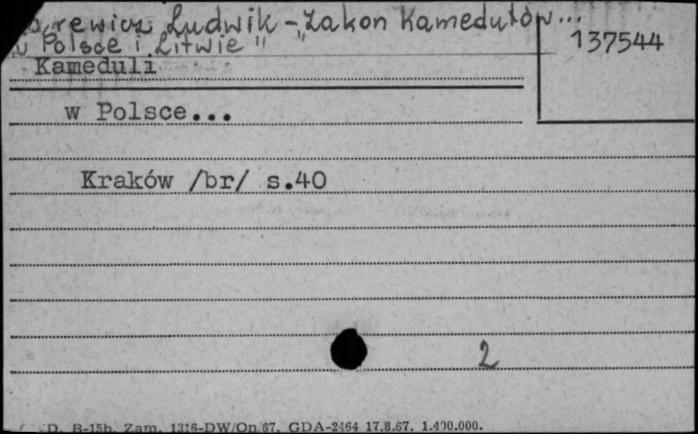 rewicz Ludwik - Zakon Kamedułów...
w Polsce i Litwie" "
137544
Kameduli
w Polsce...
Kraków /br/ s.40
2
D. B-15b. Zam. 1316-DW/On/67. GDA-2464 17.8.67. 1.400.000.